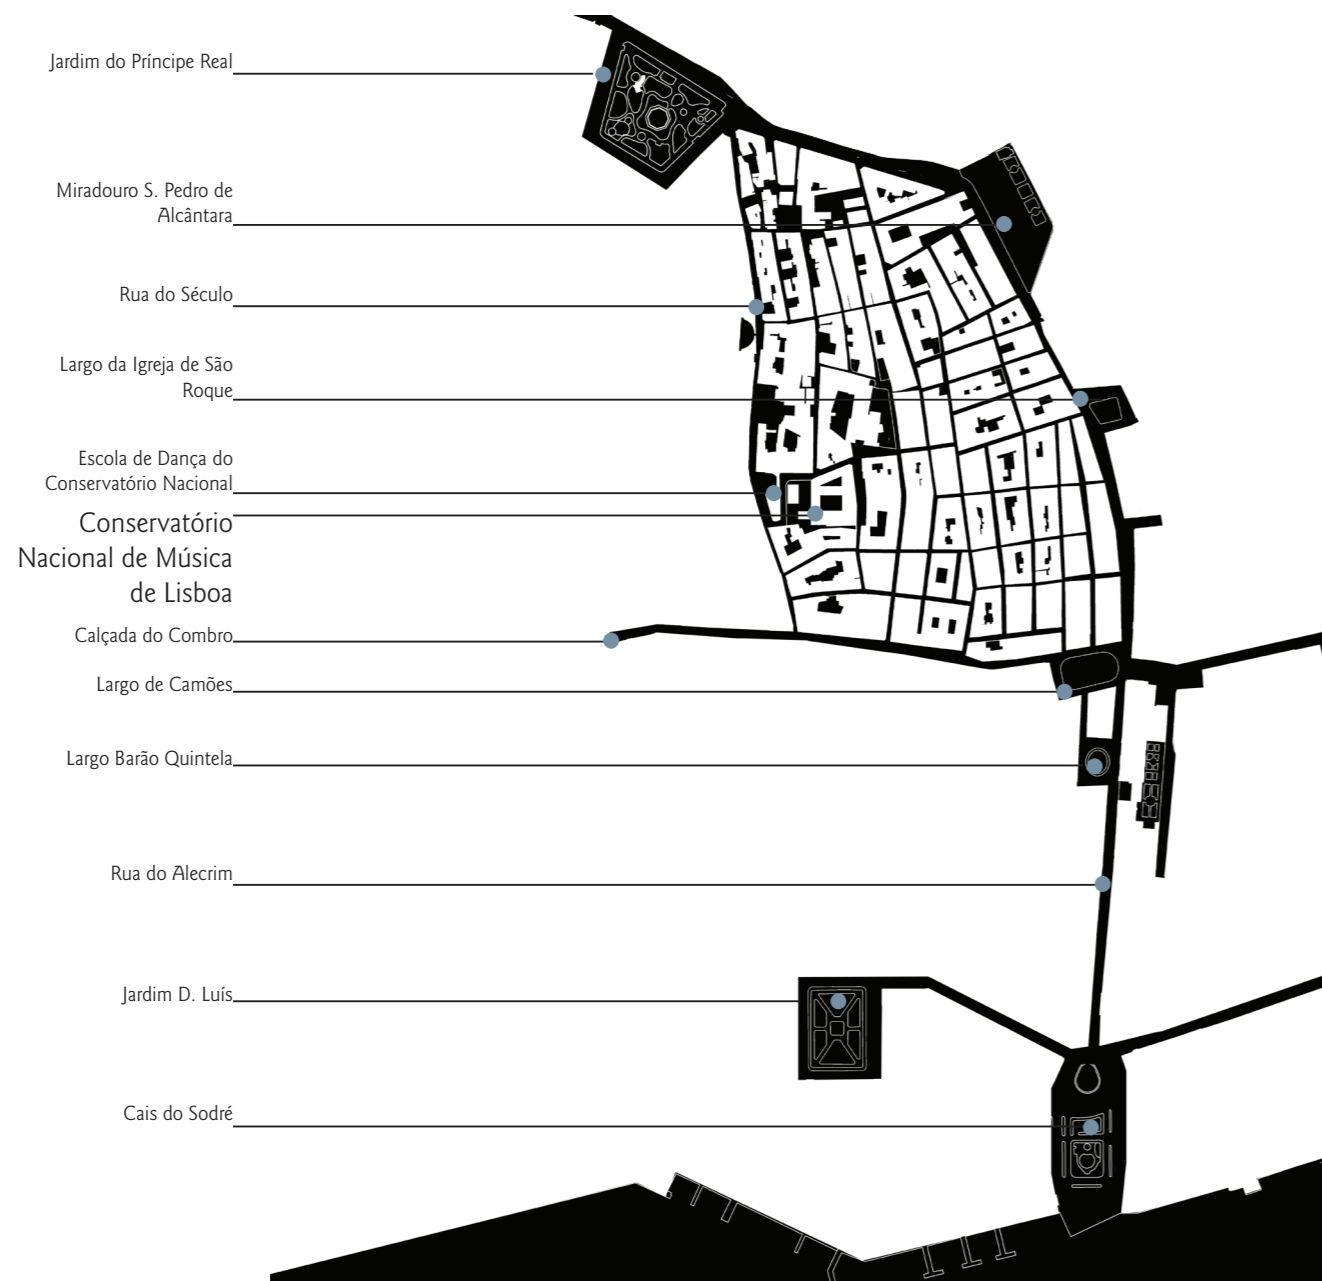 Jardim do Príncipe Real
Miradouro S. Pedro de
Alcântara
Rua do Século
Largo da Igreja de São
Roque
Escola de Dança do
Conservatório Nacional
Conservatório
Nacional de Música
de Lisboa
Calçada do Combro
Largo de Camões
Largo Barão Quintela
Rua do Alecrim
Jardim D. Luís
Cais do Sodré